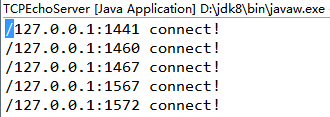 TCPEchoServer [Java Application] D:\jdk8\bin\javaw.exe
/127.0.0.1:1441 connect!
/127.0.0.1:1460 connect!
/127.0.0.1:1467 connect!
/127.0.0.1:1567 connect!
/127.0.0.1:1572 connect!